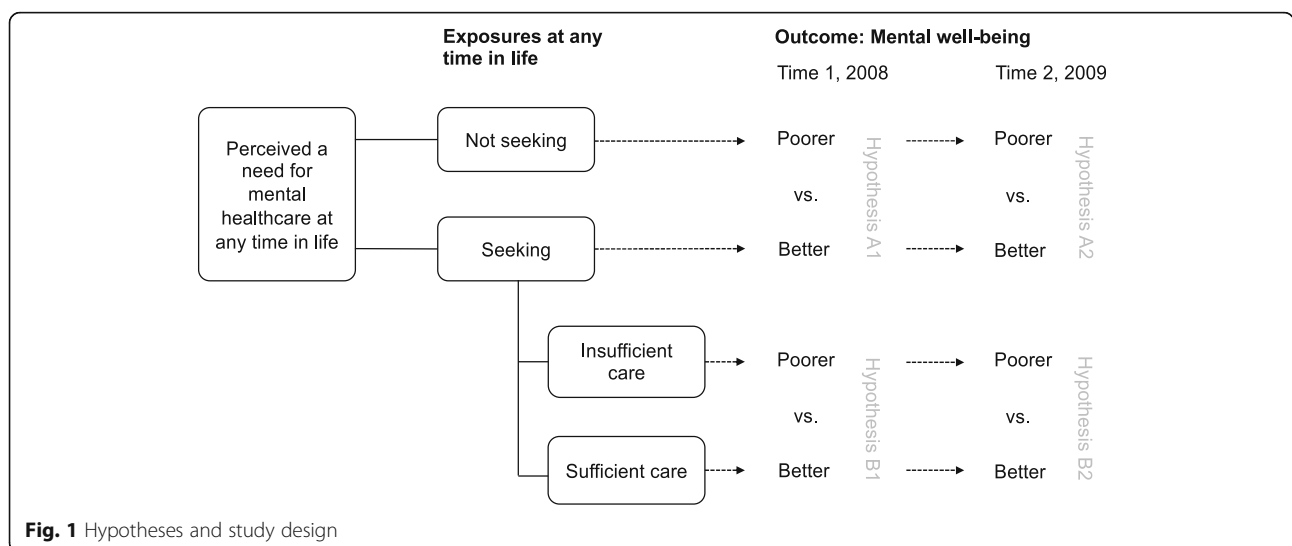 Exposures at any
time in life
Outcome: Mental well-being
Time 1, 2008
Time 2, 2009
Perceived a
need for
mental
healthcare at
any time in life
Not seeking
Poorer
Poorer
vs.
vs.
Hypothesis A1
Hypothesis A2
Seeking
Better
Better
Insufficient
care
Poorer
Poorer
vs.
vs.
Hypothesis B1
Hypothesis B2
Sufficient care
Better
Better
Fig. 1 Hypotheses and study design